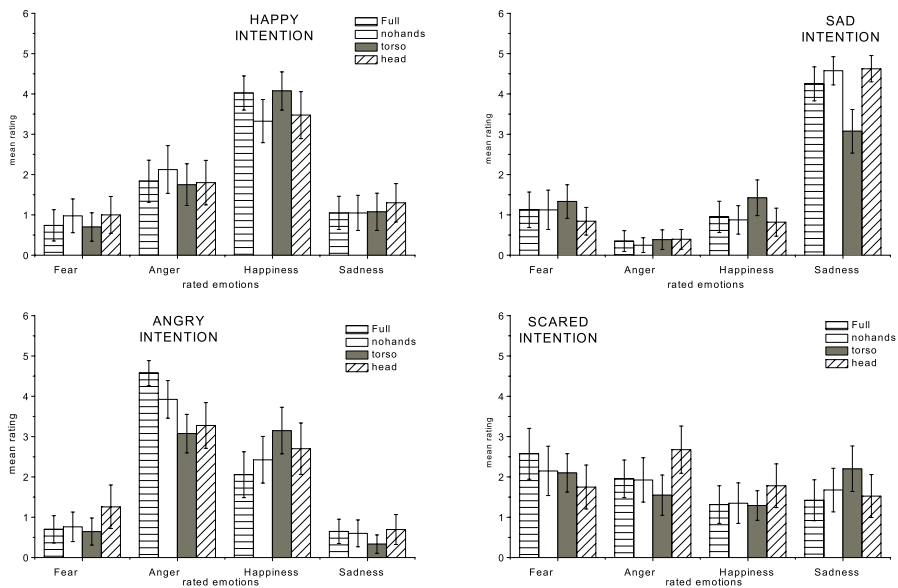 HAPPY
INTENTION
Full
nohands
torso
head
mean rating
6
5
4
3
2
1
0
Fear Anger Happiness Sadness
rated emotions
SAD
INTENTION
mean rating
6
5
4
3
2
1
0
Fear Anger Happiness Sadness
rated emotions
ANGRY
INTENTION
Full
nohands
torso
head
mean rating
6
5
4
3
2
1
0
Fear Anger Happiness Sadness
rated emotions
SCARED
INTENTION
Full
nohands
torso
head
mean rating
6
5
4
3
2
1
0
Fear Anger Happiness Sadness
rated emotions